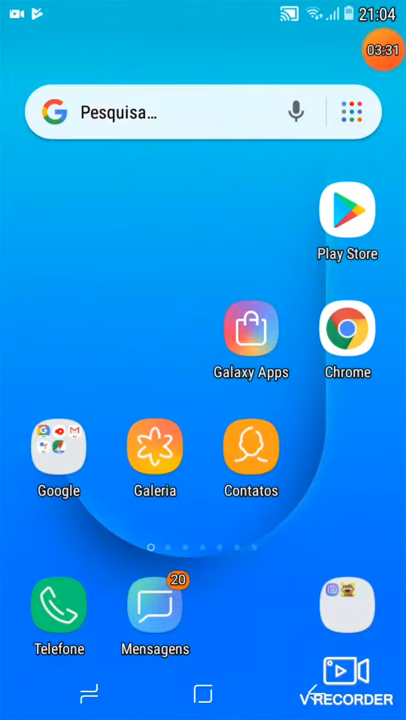 21:04
03:31
Pesquisa...
Play Store
Galaxy Apps
Chrome
Google
Galeria
Contatos
20
Telefone
Mensagens
V RECORDER